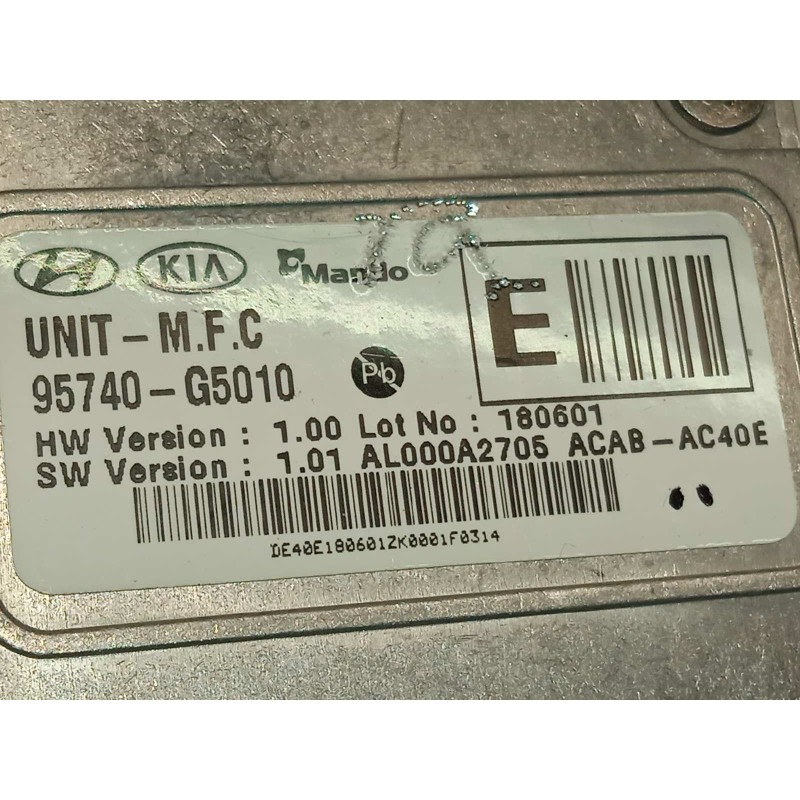 KIA Mando
UNIT-M.F.C
95740-G5010 Pb
E
HW Version : 1.00 Lot No : 180601
SW Version : 1.01 AL000A2705 ACAB-AC40E
DE40E180601ZK0001F0314